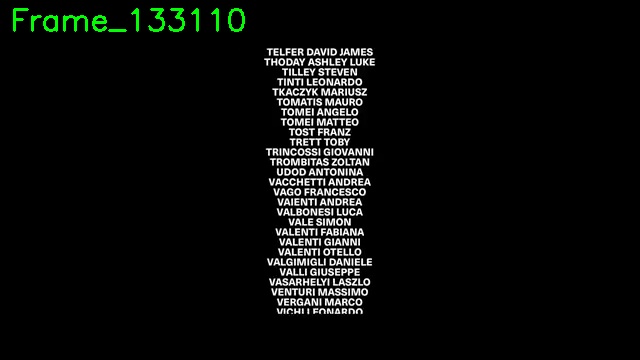 Frame_133110
TELFER DAVID JAMES
THODAY ASHLEY LUKE
TILLEY STEVEN
TINTI LEONARDO
TKACZYK MARIUSZ
TOMATIS MAURO
TOMEI ANGELO
TOMEI MATTEO
TOST FRANZ
TRETT TOBY
TRINCOSSI GIOVANNI
TROMBITAS ZOLTAN
UDOD ANTONINA
VACCHETTI ANDREA
VAGO FRANCESCO
VAIENTI ANDREA
VALBONESI LUCA
VALE SIMON
VALENTI FABIANA
VALENTI GIANNI
VALENTI OTELLO
VALGIMIGLI DANIELE
VALLI GIUSEPPE
VASARHELYI LASZLO
VENTURI MASSIMO
VERGANI MARCO
VICHI LEONARDO